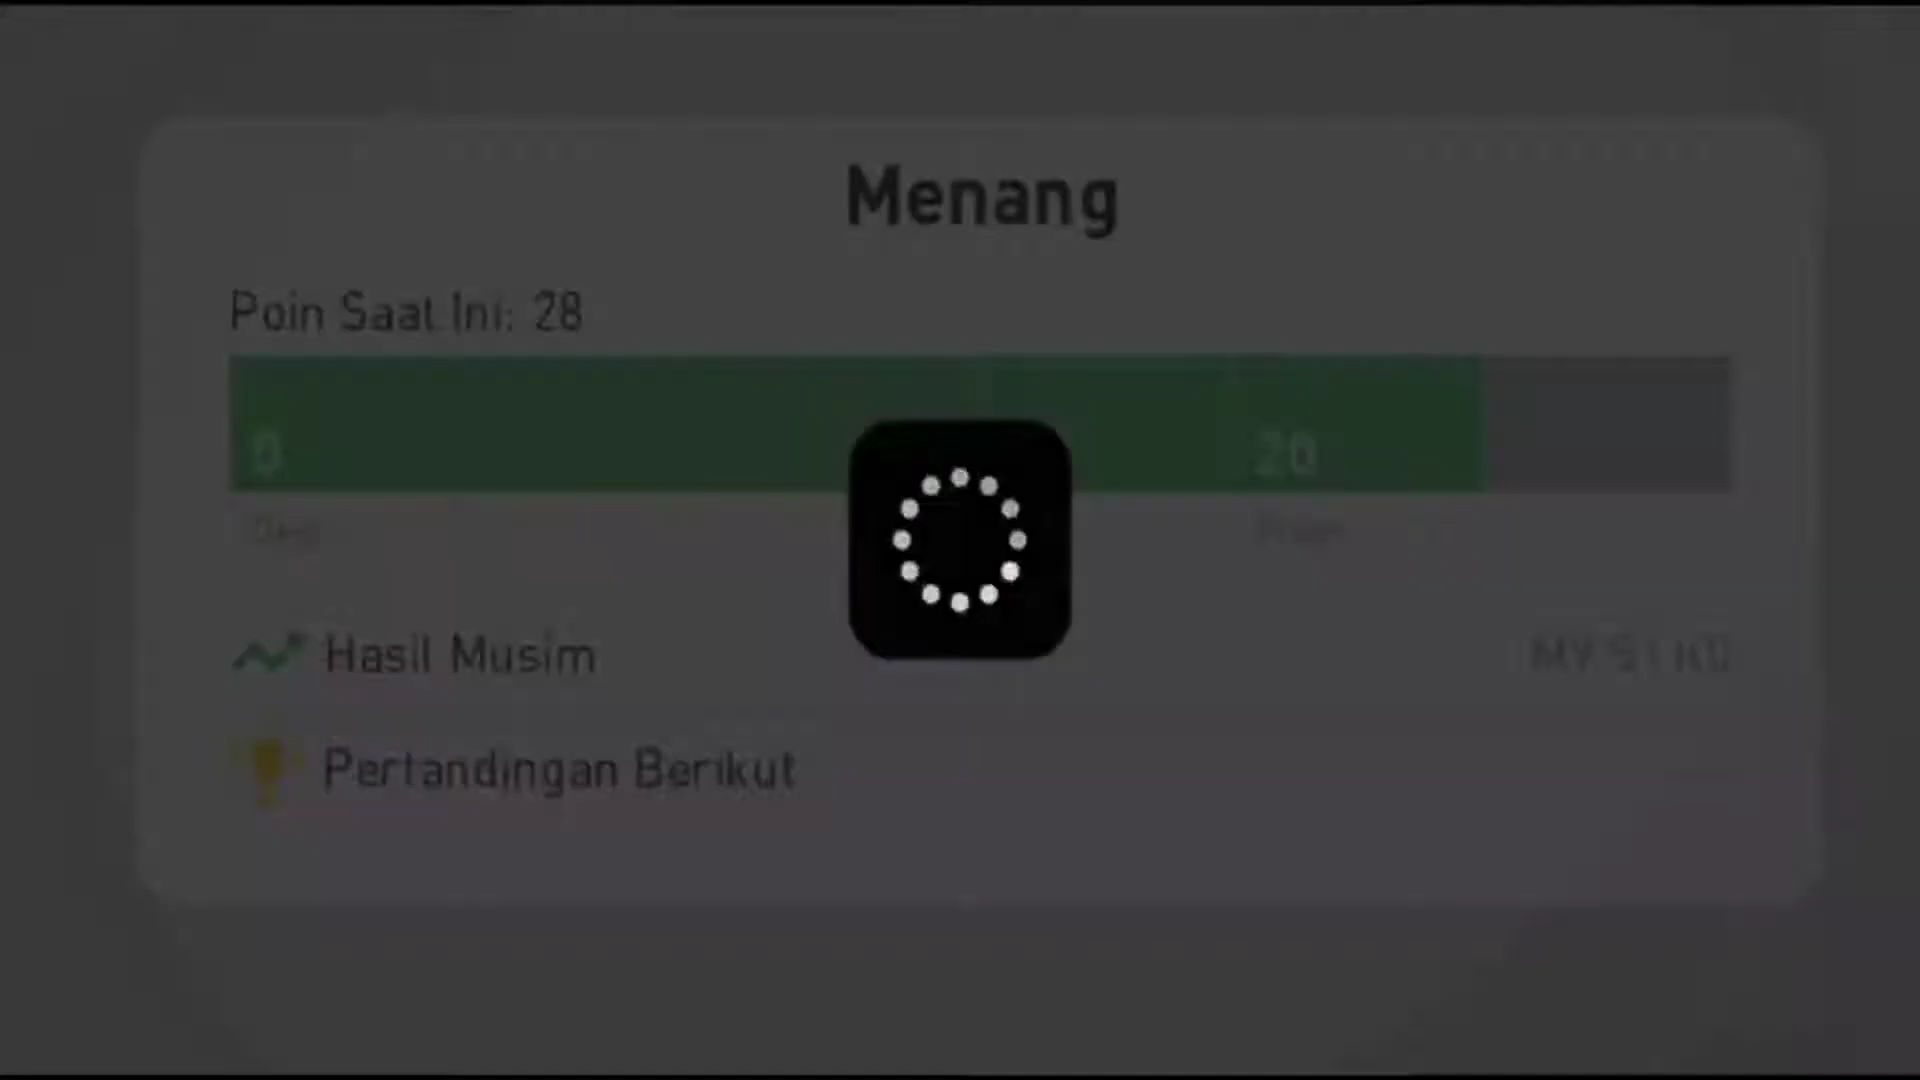 Menang
Poin Saat Ini: 28
0
20
Hasil Musim
Pertandingan Berikut